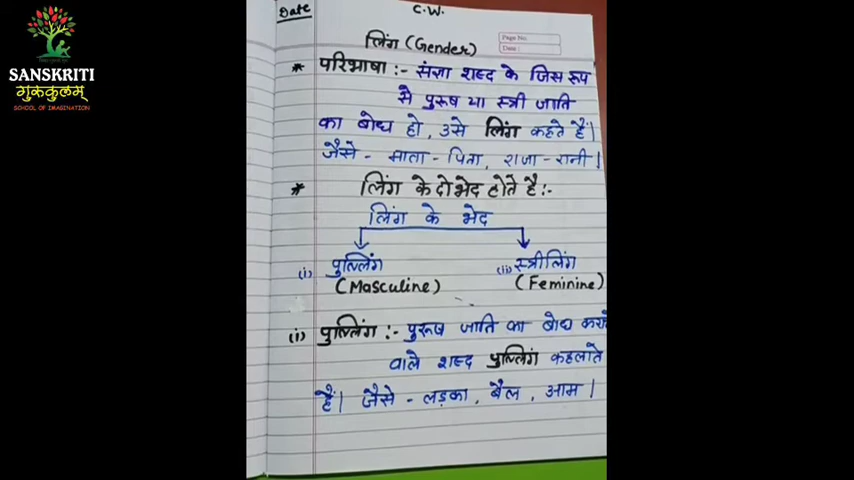 SANSKRITI
गुरुकुलम्
SCHOOL OF IMAGINATION
Date
C.W.
Page No.
Date:
लिंग (Gender)
* परिभाषा :- संज्ञा शब्द के जिस रूप
से पुरुष या स्त्री जाति
का बोध हो, उसे लिंग कहते हैं|
जैसे - माता - पिता, राजा - रानी |
* लिंग के दो भेद होते है :-
लिंग के भेद
(i) पुल्लिंग (ii) स्त्रीलिंग
(Masculine) (Feminine)
(i) पुल्लिंग :- पुरुष जाति का बोध कराने
वाले शब्द पुल्लिंग कहलाते
हैं| जैसे - लड़का, बैल, आम |